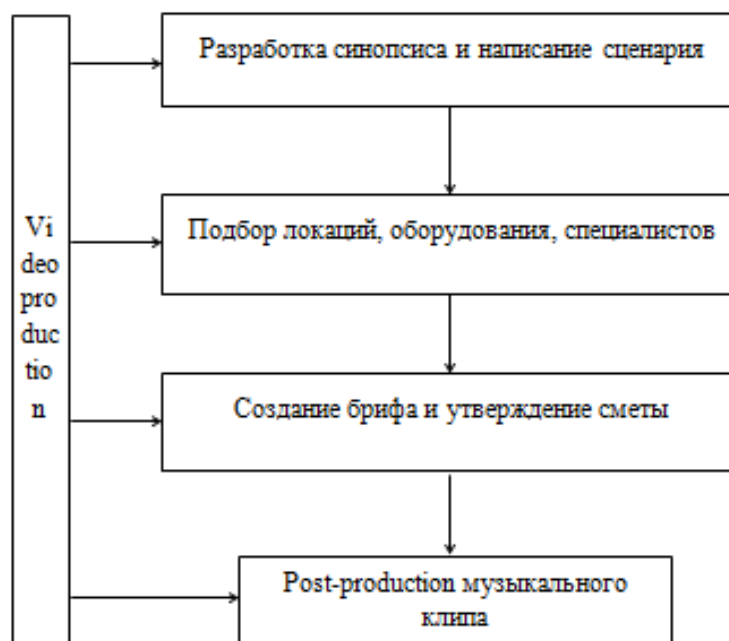 Разработка синопсиса и написание сценария
Подбор локаций, оборудования, специалистов
Vi
deo
pro
duc
tio
n
Создание брифа и утверждение сметы
Post-production музыкального
клипа